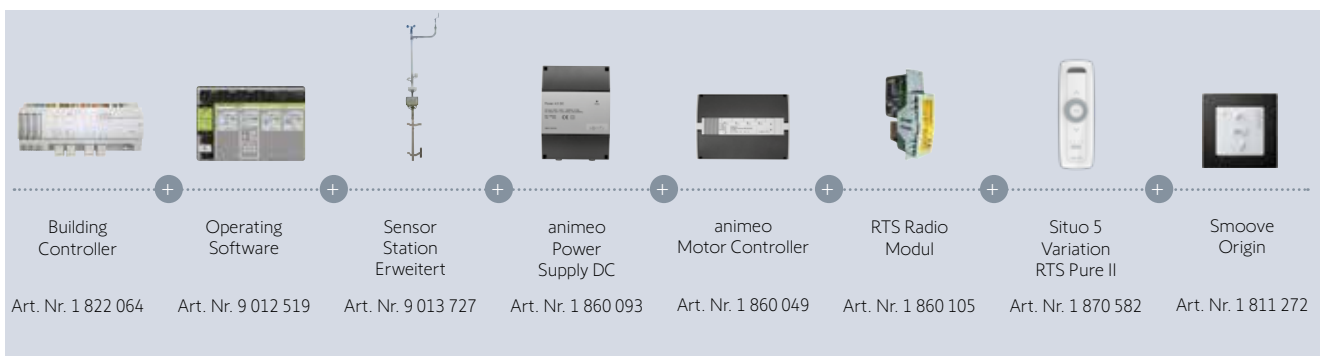 Building
Controller
Art. Nr. 1 822 064
Operating
Software
Art. Nr. 9 012 519
Sensor
Station
Erweitert
Art. Nr. 9 013 727
animeo
Power
Supply DC
Art. Nr. 1 860 093
animeo
Motor Controller
Art. Nr. 1 860 049
RTS Radio
Modul
Art. Nr. 1 860 105
Situo 5
Variation
RTS Pure II
Art. Nr. 1 870 582
Smoove
Origin
Art. Nr. 1 811 272